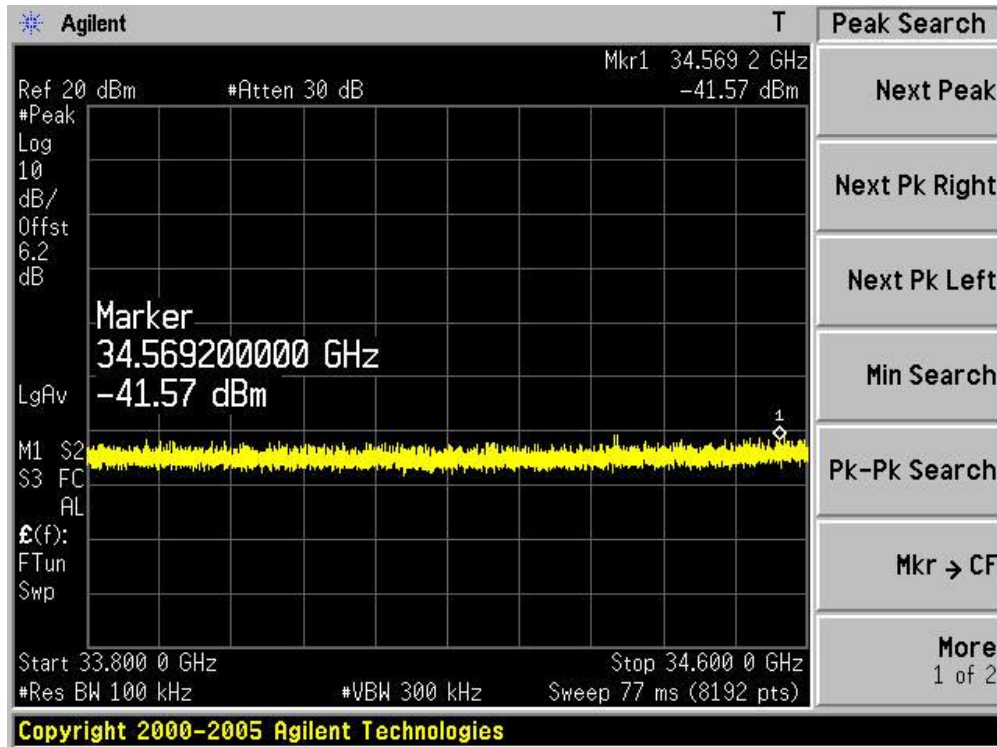 Agilent T Peak Search
Mkr1 34.569 2 GHz
Ref 20 dBm #Atten 30 dB -41.57 dBm
#Peak
Log
10
dB/
Offst
6.2
dB
Marker
34.569200000 GHz
-41.57 dBm
LgAv
1
M1 S2
S3 FC
AL
£(f):
FTun
Swp
Start 33.800 0 GHz Stop 34.600 0 GHz
#Res BW 100 kHz #VBW 300 kHz Sweep 77 ms (8192 pts)
Copyright 2000-2005 Agilent Technologies
Next Peak
Next Pk Right
Next Pk Left
Min Search
Pk-Pk Search
Mkr → CF
More
1 of 2